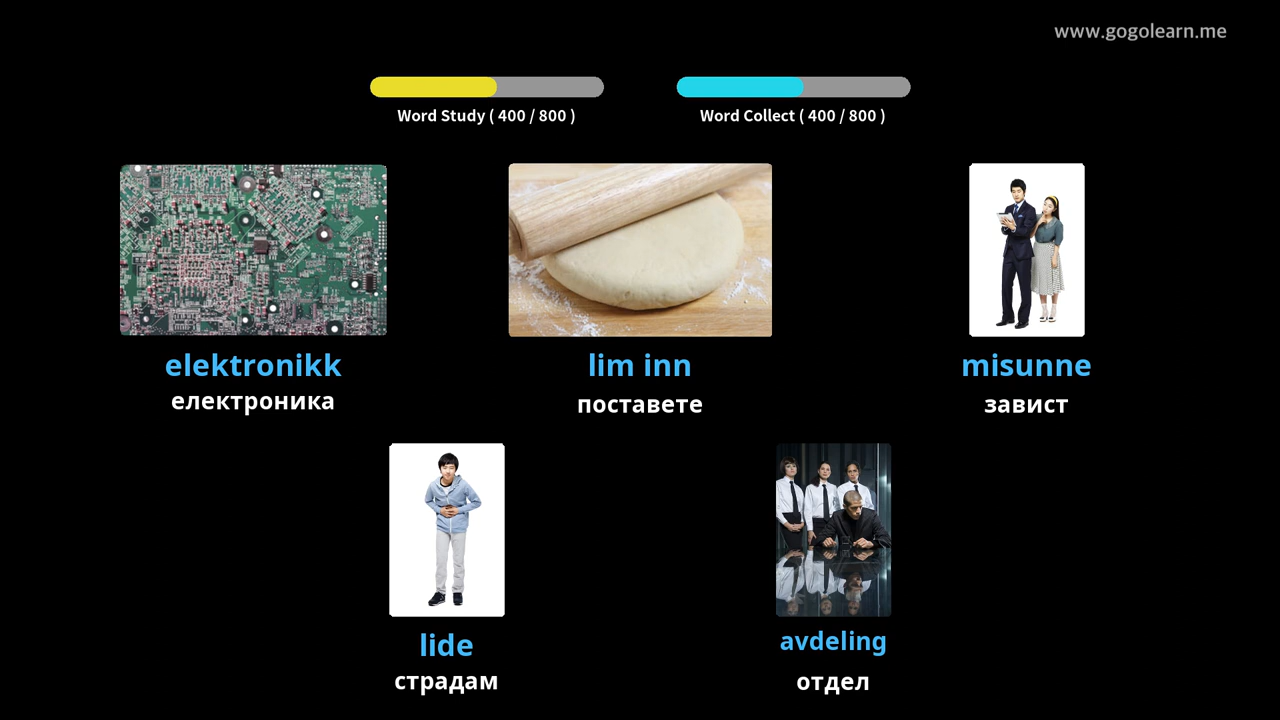 www.gogolearn.me
Word Study ( 400 / 800 )
Word Collect ( 400 / 800 )
elektronikk
електроника
lim inn
поставете
misunne
завист
lide
страдам
avdeling
отдел